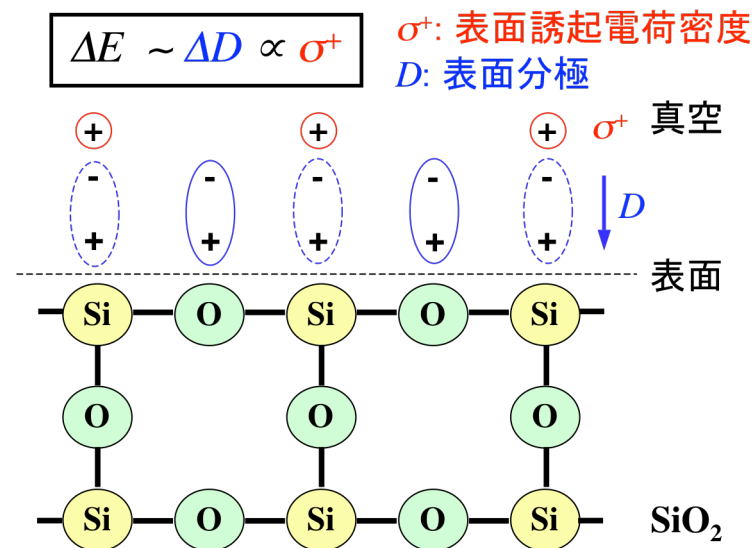 ΔE ~ ΔD ∝ σ⁺
σ⁺: 表面誘起電荷密度
D: 表面分極
真空
+ + + σ⁺
- - - - -
D
+ + + + +
表面
Si O Si O Si
O O O
Si O Si O Si
SiO₂